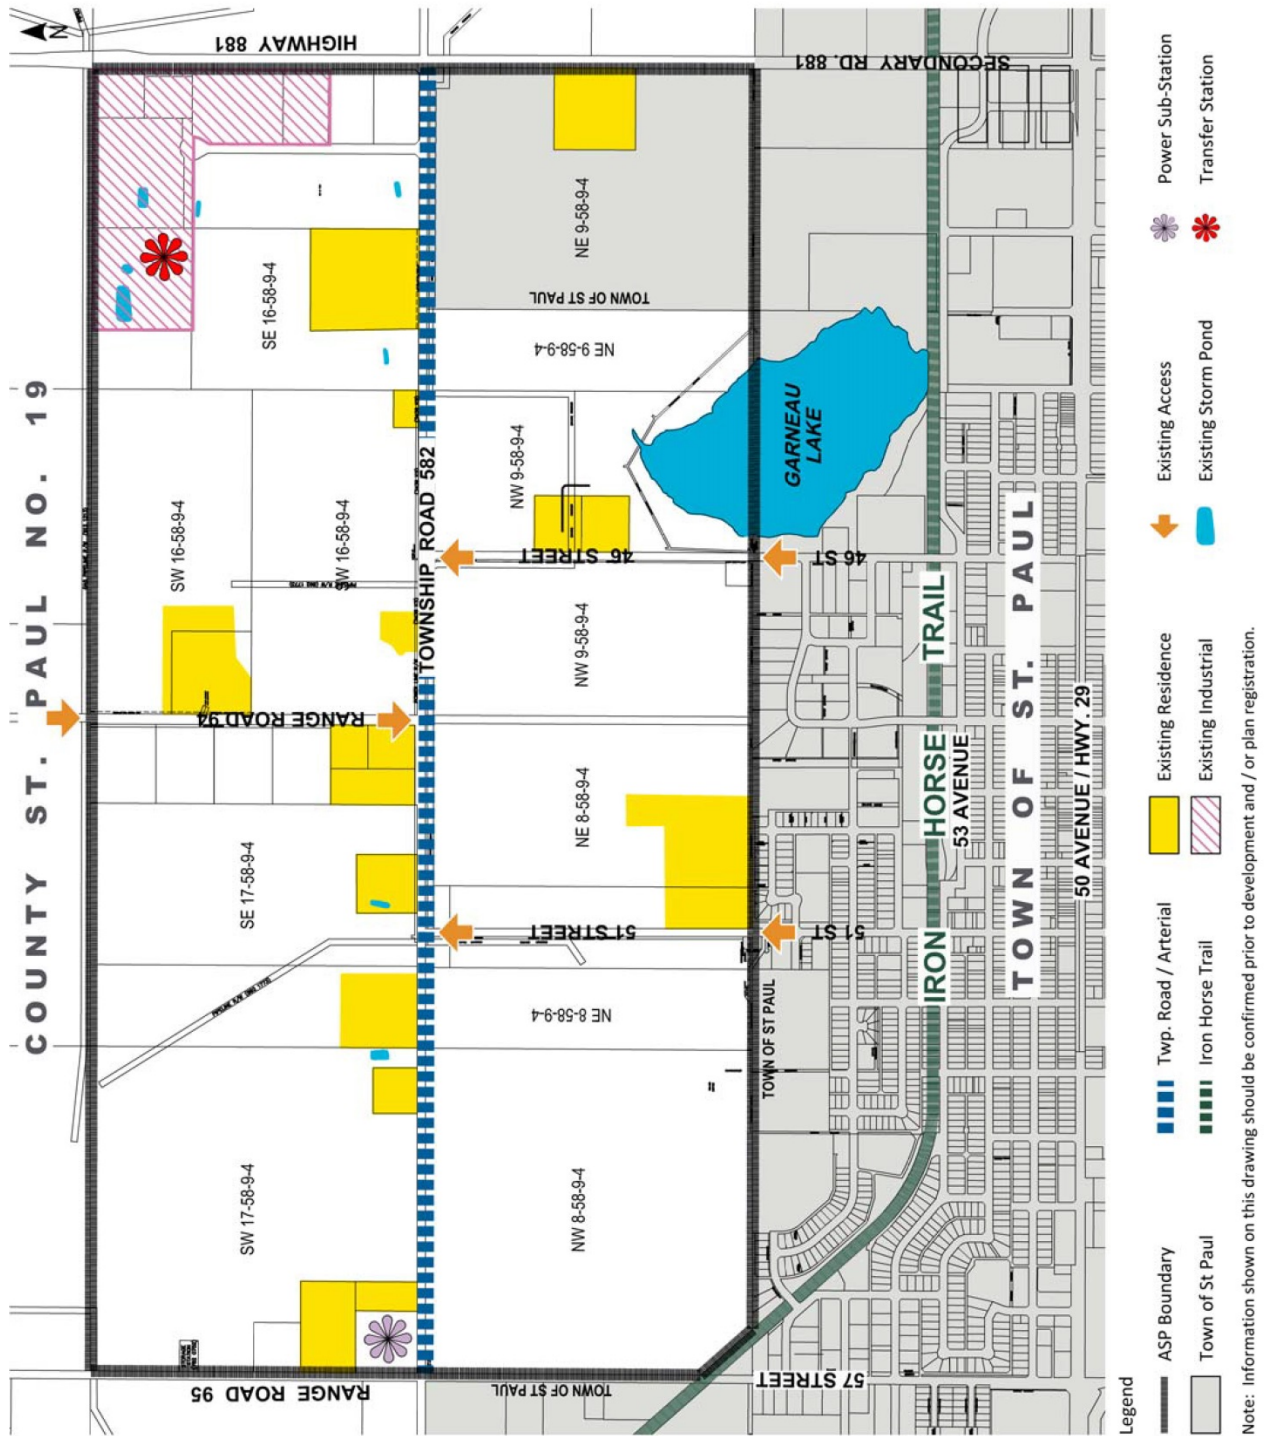 COUNTY ST. PAUL NO. 19
N
RANGE ROAD 95
HIGHWAY 881
SW 17-58-9-4
SE 17-58-9-4
RANGE ROAD 94
SW 16-58-9-4
SW 16-58-9-4
SE 16-58-9-4
PIPELINE R/W (082 1772)
TOWNSHIP ROAD 582
TOWN OF ST PAUL
NW 8-58-9-4
NE 8-58-9-4
51 STREET
NE 8-58-9-4
NW 9-58-9-4
46 STREET
NW 9-58-9-4
NE 9-58-9-4
TOWN OF ST PAUL
NE 9-58-9-4
GARNEAU
LAKE
57 STREET
TOWN OF ST PAUL
51 ST
46 ST
SECONDARY RD. 881
IRON HORSE TRAIL
53 AVENUE
TOWN OF ST. PAUL
50 AVENUE / HWY. 29
Legend
ASP Boundary
Twp. Road / Arterial
Existing Residence
Existing Access
Power Sub-Station
Town of St Paul
Iron Horse Trail
Existing Industrial
Existing Storm Pond
Transfer Station
Note: Information shown on this drawing should be confirmed prior to development and / or plan registration.